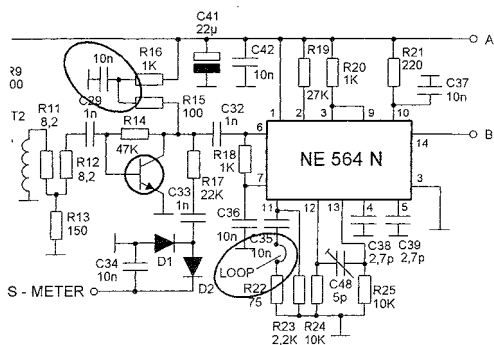 C41
22µ
A
10n
R16
1K
C42
10n
R19
R20
1K
27K
R21
220
C37
10n
R9
00
C29
1n
R15
100
C32
1n
1
2
3
9
10
R11
8,2
T2
R14
47K
R12
8,2
6
R18
1K
7
NE 564 N
14
B
3
R17
22K
C33
1n
R13
150
C36
10n
11
12
13
4
5
C35
10n
C38
2,7p
C39
2,7p
C34
10n
D1
D2
LOOP
S - METER
R22
75
C48
5p
R25
10K
R23
2,2K
R24
10K